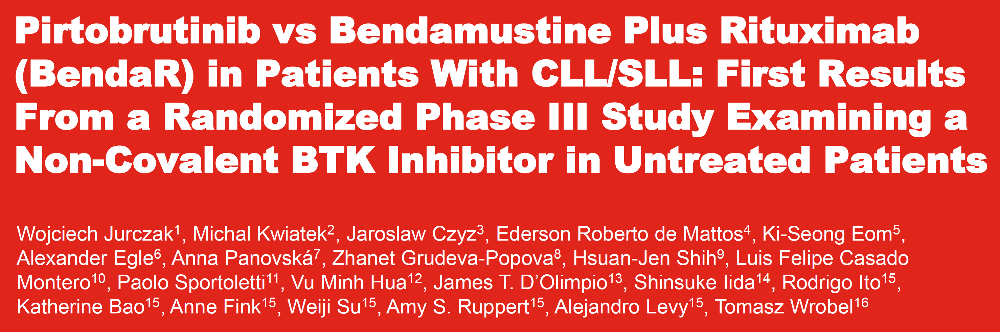 Pirtobrutinib vs Bendamustine Plus Rituximab
(BendaR) in Patients With CLL/SLL: First Results
From a Randomized Phase III Study Examining a
Non-Covalent BTK Inhibitor in Untreated Patients
Wojciech Jurczak¹, Michal Kwiatek², Jaroslaw Czyz³, Ederson Roberto de Mattos⁴, Ki-Seong Eom⁵,
Alexander Egle⁶, Anna Panovská⁷, Zhanet Grudeva-Popova⁸, Hsuan-Jen Shih⁹, Luis Felipe Casado
Montero¹⁰, Paolo Sportoletti¹¹, Vu Minh Hua¹², James T. D’Olimpio¹³, Shinsuke Iida¹⁴, Rodrigo Ito¹⁵,
Katherine Bao¹⁵, Anne Fink¹⁵, Weiji Su¹⁵, Amy S. Ruppert¹⁵, Alejandro Levy¹⁵, Tomasz Wrobel¹⁶